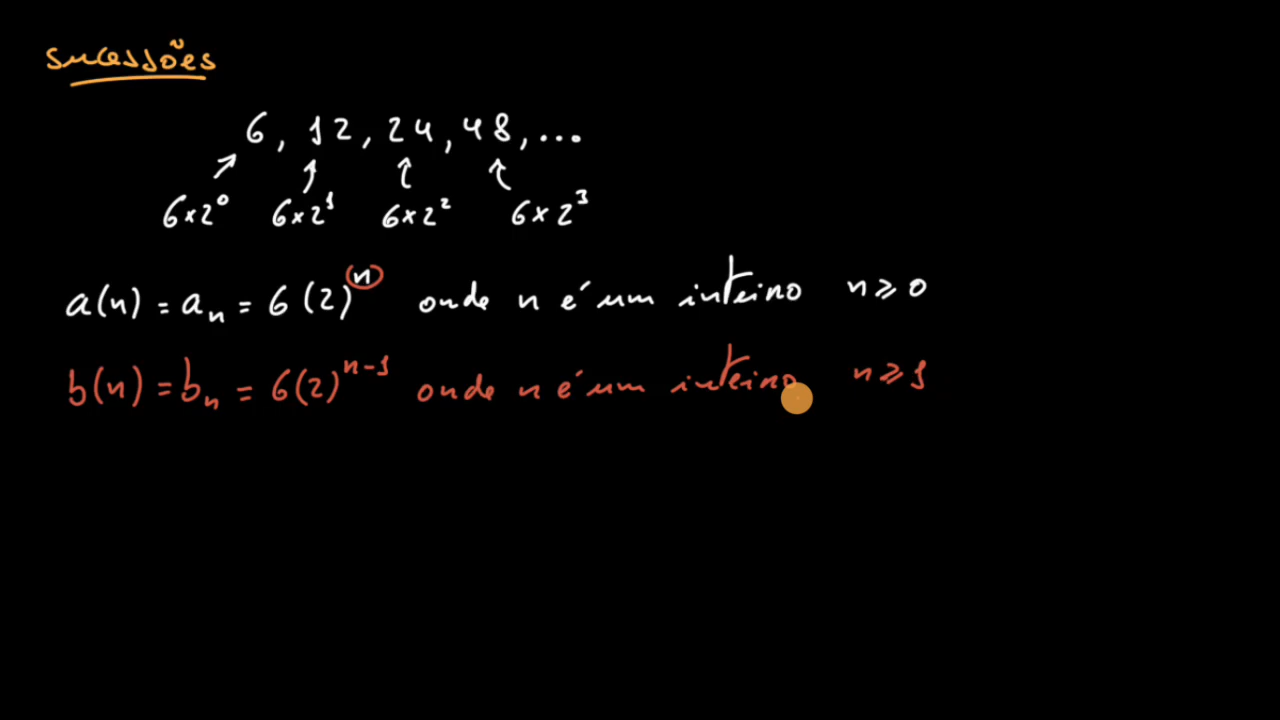 sucessões
6, 12, 24, 48, ...
6×2⁰ 6×2¹ 6×2² 6×2³
a(n) = aₙ = 6(2)ⁿ onde n é um inteiro n ⩾ 0
b(n) = bₙ = 6(2)ⁿ⁻¹ onde n é um inteiro n ⩾ 1